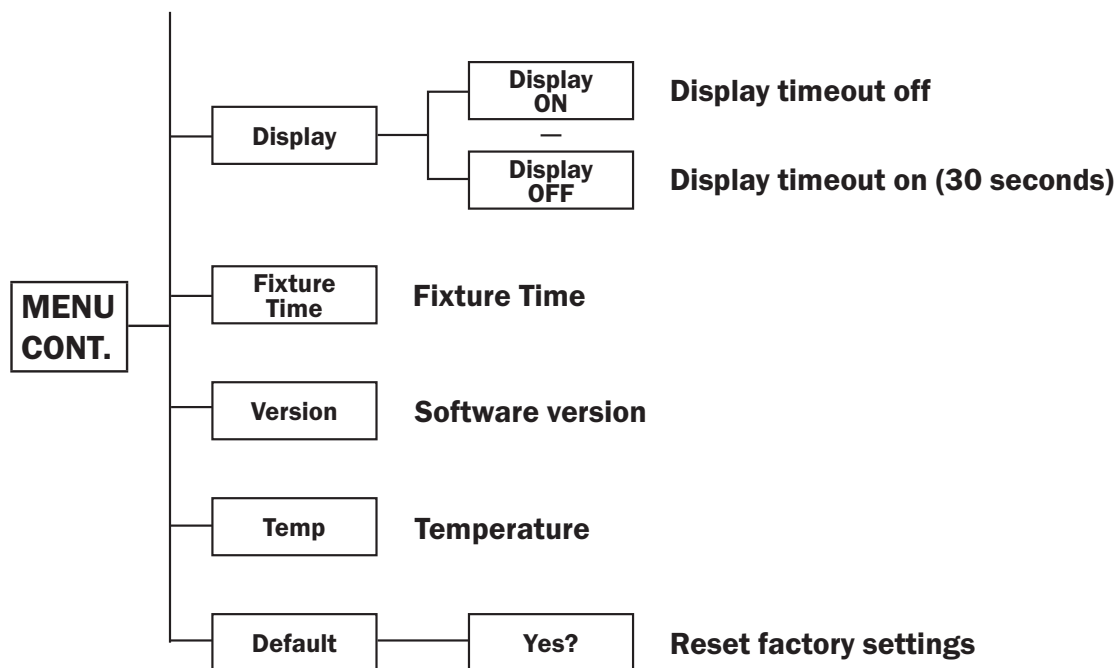 Display
ON
Display timeout off
Display
—
Display
OFF
Display timeout on (30 seconds)
Fixture
Time
Fixture Time
MENU
CONT.
Version
Software version
Temp
Temperature
Default
Yes?
Reset factory settings